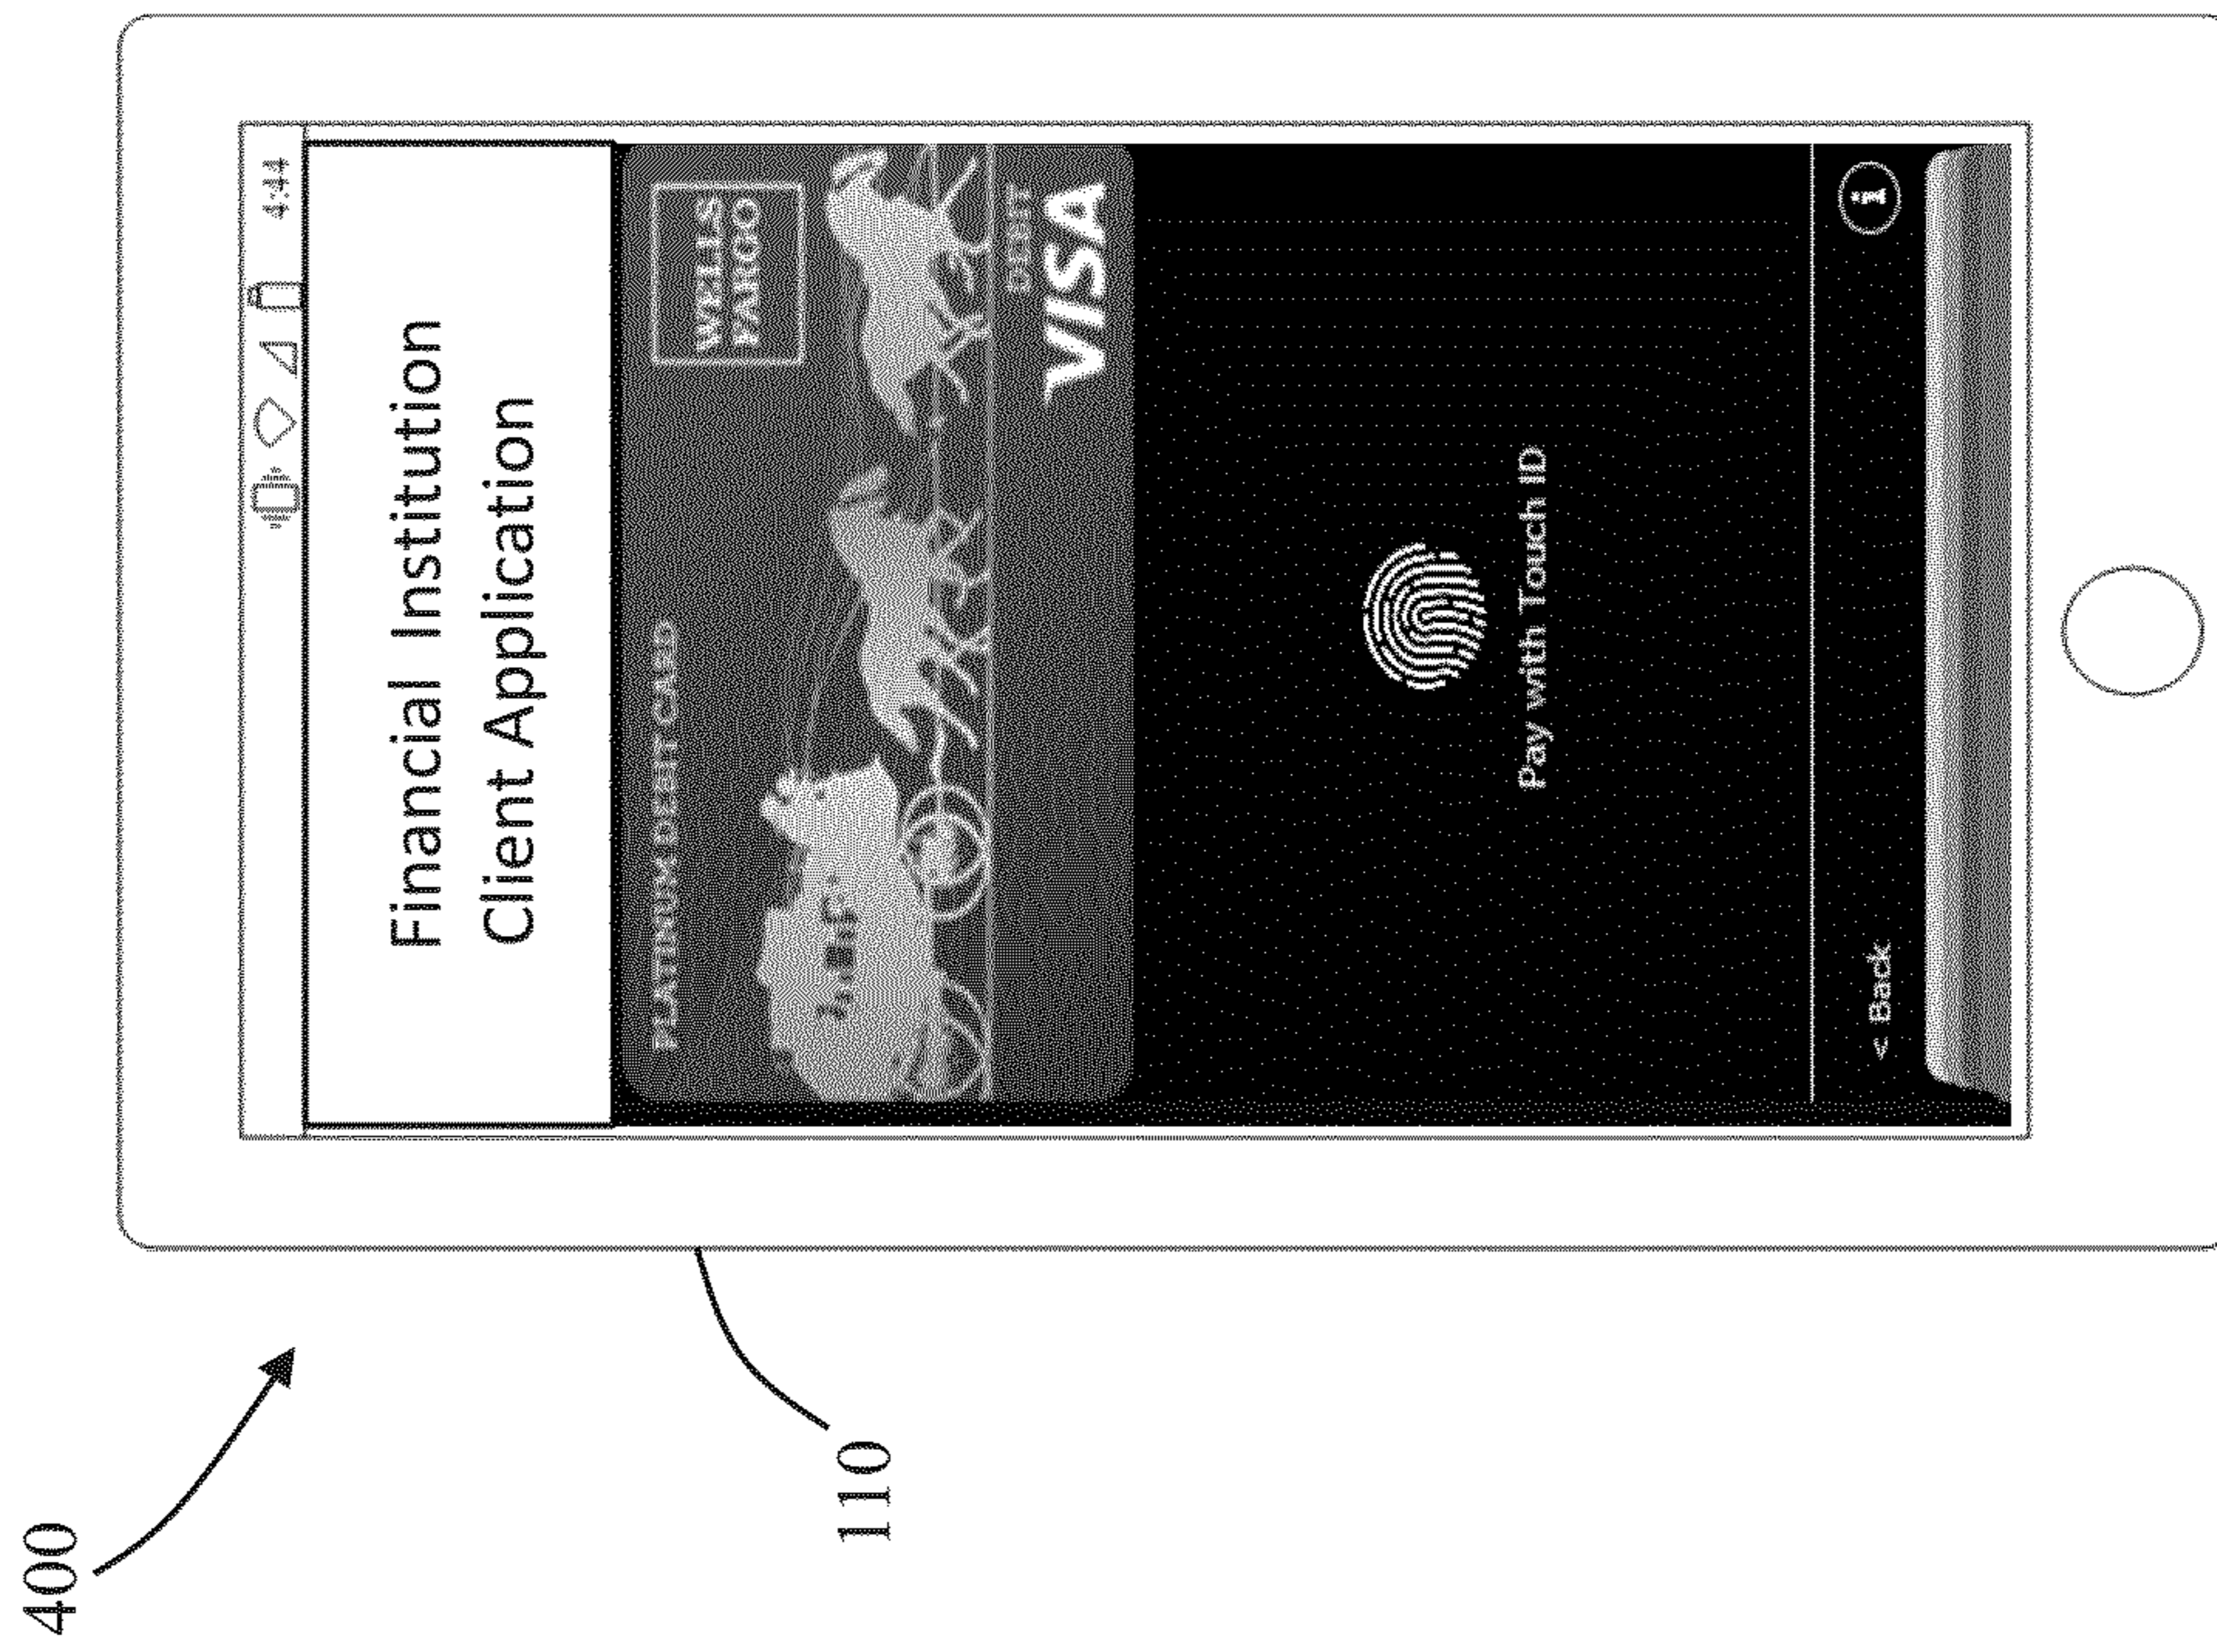 400
110
4:44
Financial Institution
Client Application
PLATINUM DEBIT CARD
WELLS
FARGO
DEBIT
VISA
Pay with Touch ID
< Back
i